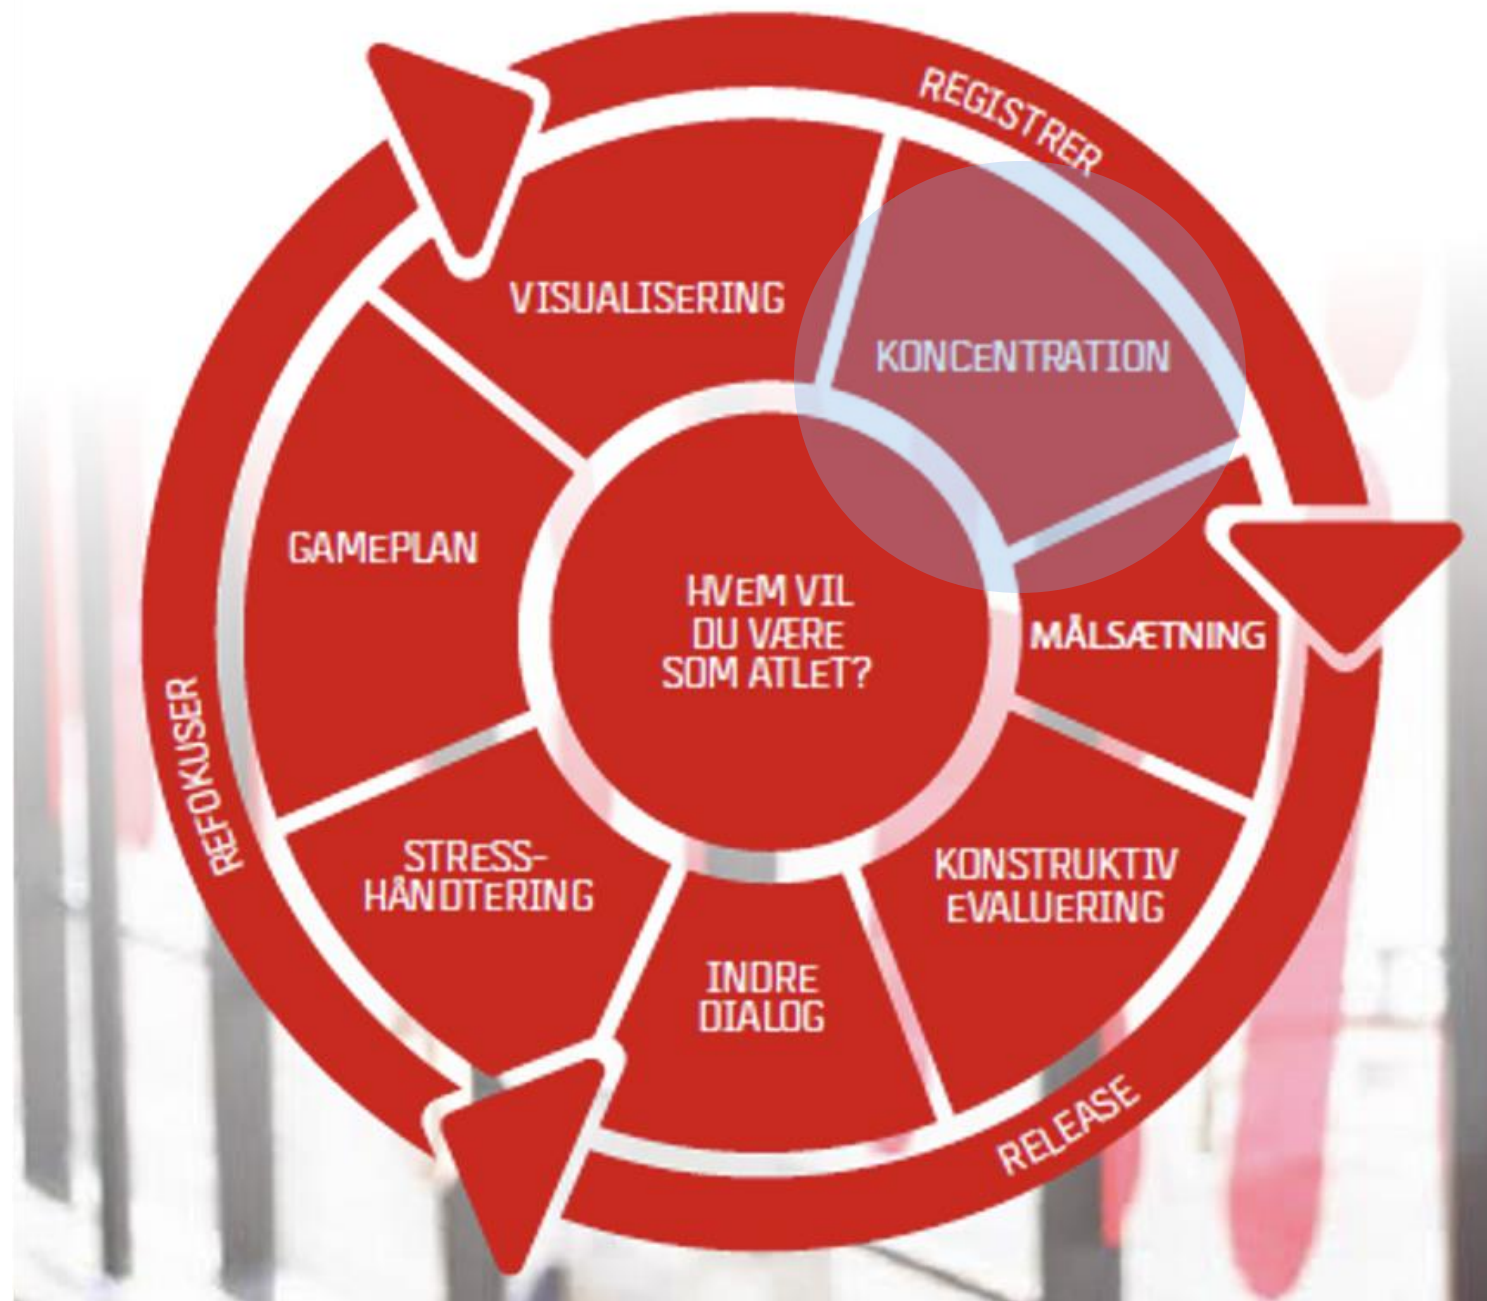 REGISTRER
VISUALISERING
KONCENTRATION
GAMEPLAN
HVEM VIL
DU VÆRE
SOM ATLET?
MÅLSÆTNING
REFOKUSER
STRESS-
HÅNDTERING
KONSTRUKTIV
EVALUERING
INDRE
DIALOG
RELEASE